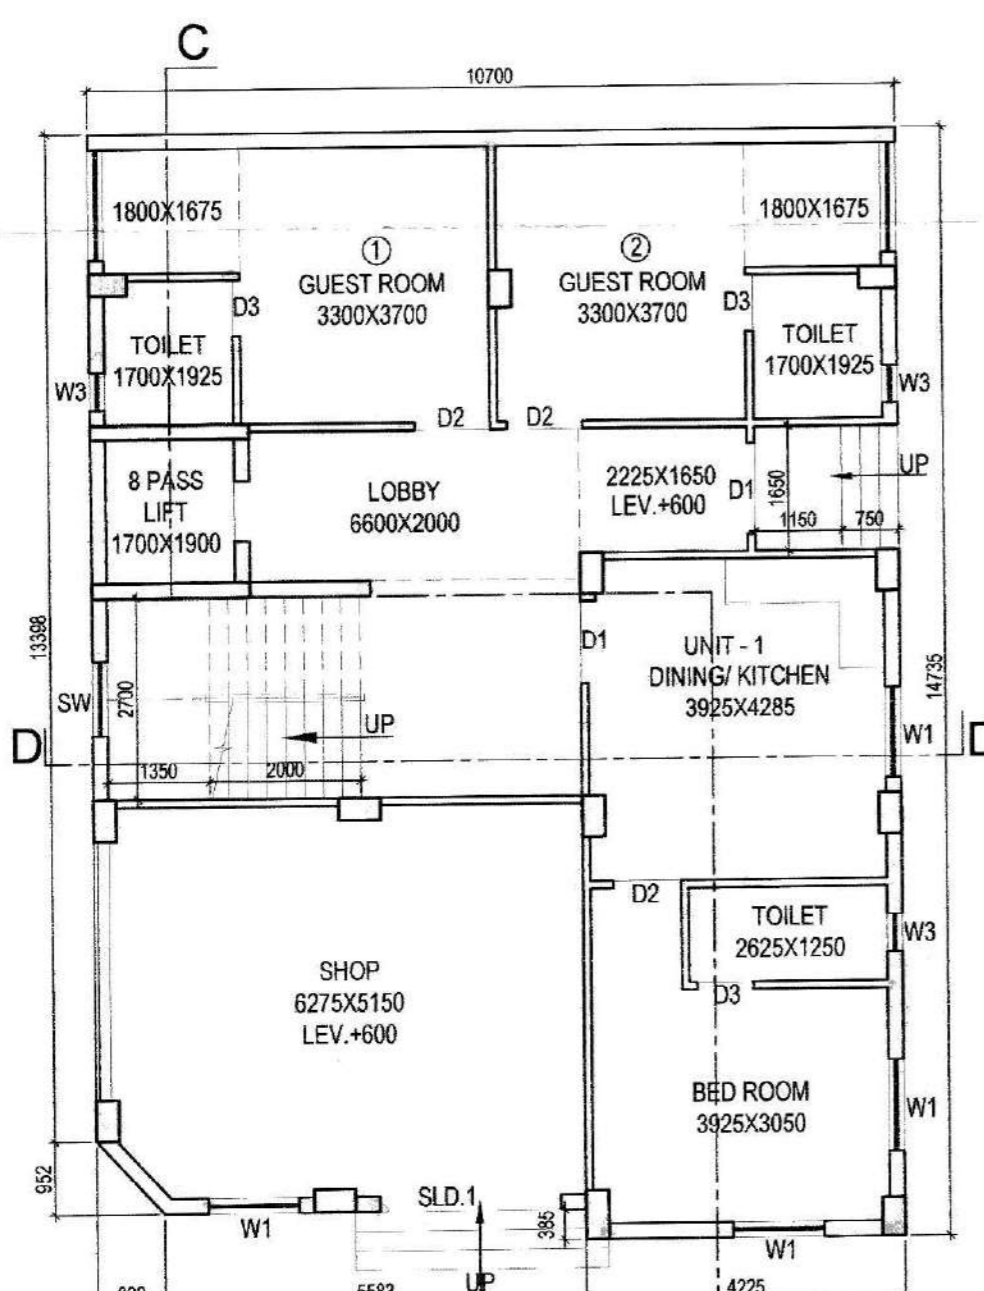 C
10700
1800X1675
1800X1675
1
GUEST ROOM
3300X3700
2
GUEST ROOM
3300X3700
D3
D3
TOILET
1700X1925
TOILET
1700X1925
W3
W3
D2
D2
8 PASS
LIFT
1700X1900
LOBBY
6600X2000
2225X1650
LEV.+600
D1
1650
UP
1150
750
13398
14735
D1
UNIT - 1
DINING/ KITCHEN
3925X4285
SW
2700
UP
W1
D
1350
2000
D2
TOILET
2625X1250
W3
D3
SHOP
6275X5150
LEV.+600
BED ROOM
3925X3050
W1
952
SLD.1
385
W1
W1
UP
5583
4225